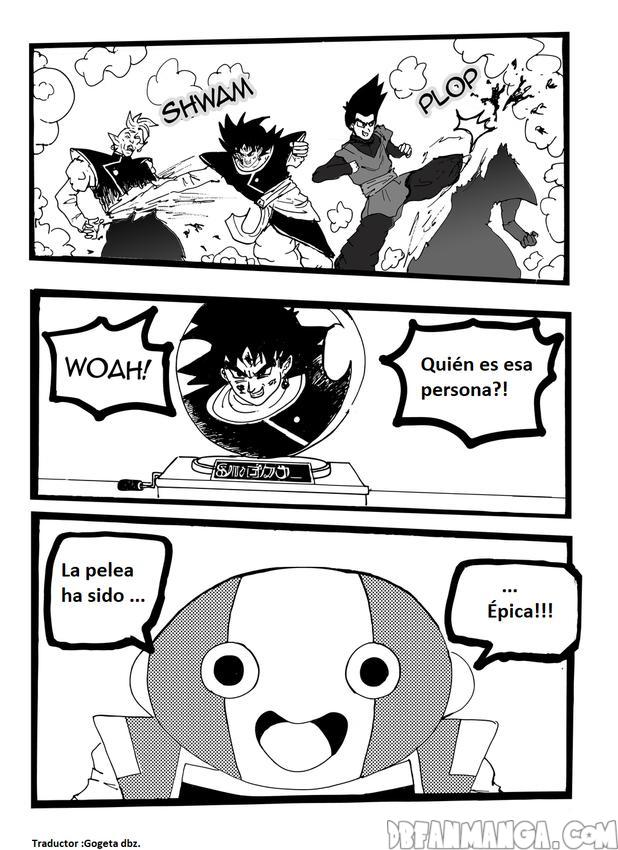 SHWAM
PLOP
WOAH!
Quién es esa
persona?!
La pelea
ha sido ...
...
Épica!!!
Traductor :Gogeta dbz.
DBFANMANGA.COM